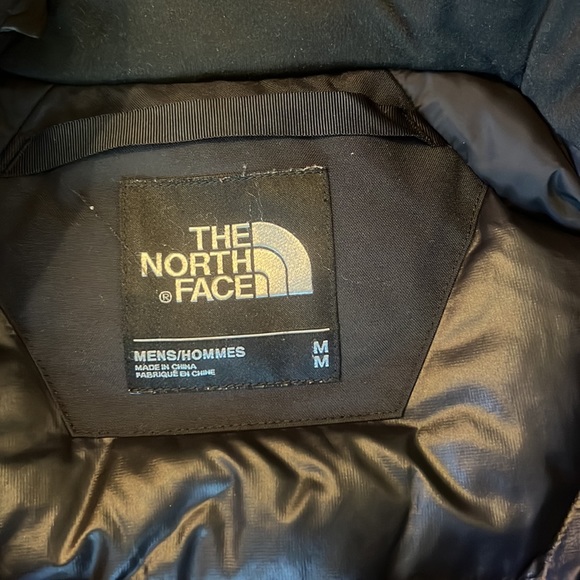 THE
NORTH
® FACE
MENS/HOMMES M
MADE IN CHINA M
FABRIQUÉ EN CHINE